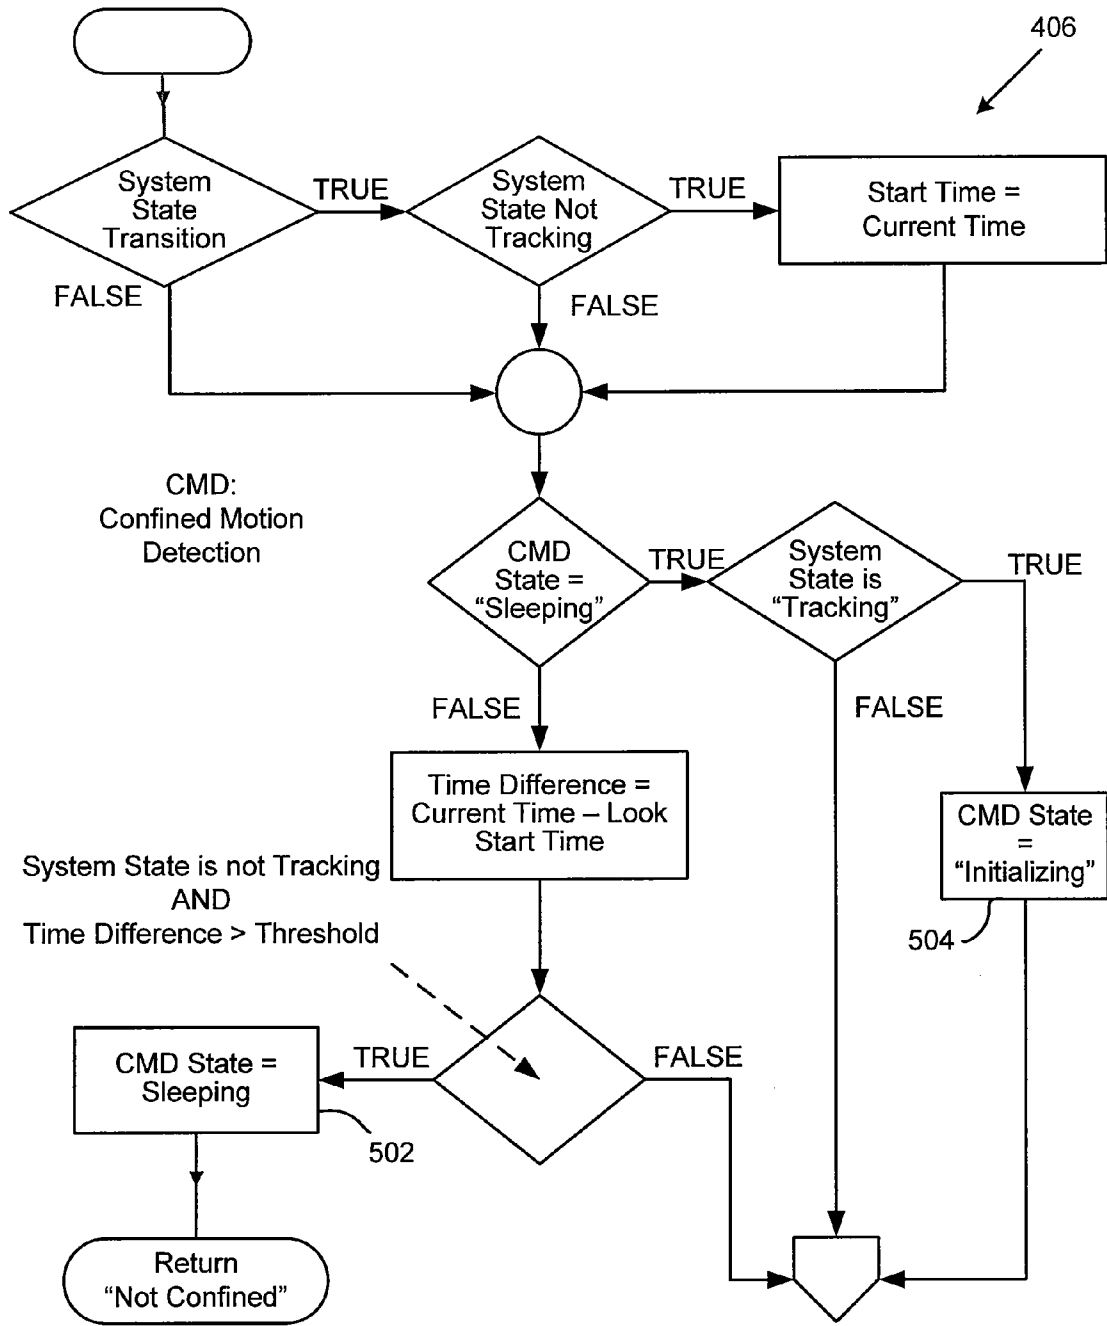 406
System
State
Transition
TRUE
System
State Not
Tracking
TRUE
Start Time =
Current Time
FALSE
FALSE
CMD:
Confined Motion
Detection
CMD
State =
“Sleeping”
TRUE
System
State is
“Tracking”
TRUE
FALSE
FALSE
Time Difference =
Current Time – Look
Start Time
CMD State
=
“Initializing”
504
System State is not Tracking
AND
Time Difference > Threshold
CMD State =
Sleeping
TRUE
FALSE
502
Return
“Not Confined”